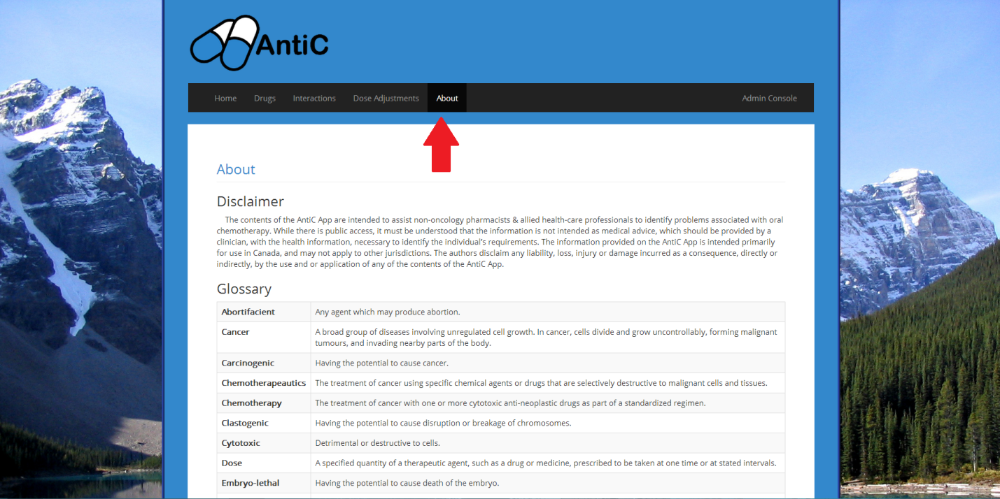 AntiC
Home Drugs Interactions Dose Adjustments About Admin Console
About
Disclaimer
The contents of the AntiC App are intended to assist non-oncology pharmacists & allied health-care professionals to identify problems associated with oral
chemotherapy. While there is public access, it must be understood that the information is not intended as medical advice, which should be provided by a
clinician, with the health information, necessary to identify the individual's requirements. The information provided on the AntiC App is intended primarily
for use in Canada, and may not apply to other jurisdictions. The authors disclaim any liability, loss, injury or damage incurred as a consequence, directly or
indirectly, by the use and or application of any of the contents of the AntiC App.
Glossary
Abortifacient Any agent which may produce abortion.
Cancer A broad group of diseases involving unregulated cell growth. In cancer, cells divide and grow uncontrollably, forming malignant
tumours, and invading nearby parts of the body.
Carcinogenic Having the potential to cause cancer.
Chemotherapeautics The treatment of cancer using specific chemical agents or drugs that are selectively destructive to malignant cells and tissues.
Chemotherapy The treatment of cancer with one or more cytotoxic anti-neoplastic drugs as part of a standardized regimen.
Clastogenic Having the potential to cause disruption or breakage of chromosomes.
Cytotoxic Detrimental or destructive to cells.
Dose A specified quantity of a therapeutic agent, such as a drug or medicine, prescribed to be taken at one time or at stated intervals.
Embryo-lethal Having the potential to cause death of the embryo.